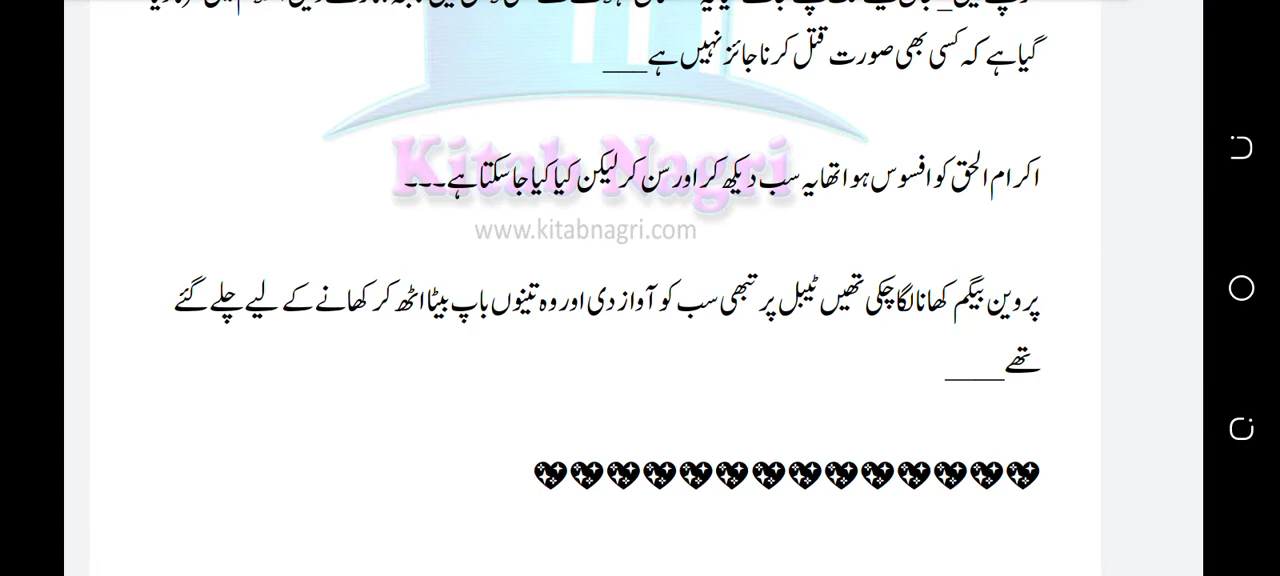 گیا ہے کہ کسی بھی صورت قتل کرنا جائز نہیں ہے____
اکرام الحق کو افسوس ہوا تھا یہ سب دیکھ کر اور سن کر لیکن کیا کیا جا سکتا ہے۔۔۔
Kitab Nagri
www.kitabnagri.com
پروین بیگم کھانا لگا چکی تھیں ٹیبل پر تبھی سب کو آواز دی اور وہ تینوں باپ بیٹا اٹھ کر کھانے کے لیے چلے گئے
تھے____
💖💖💖💖💖💖💖💖💖💖💖💖💖💖